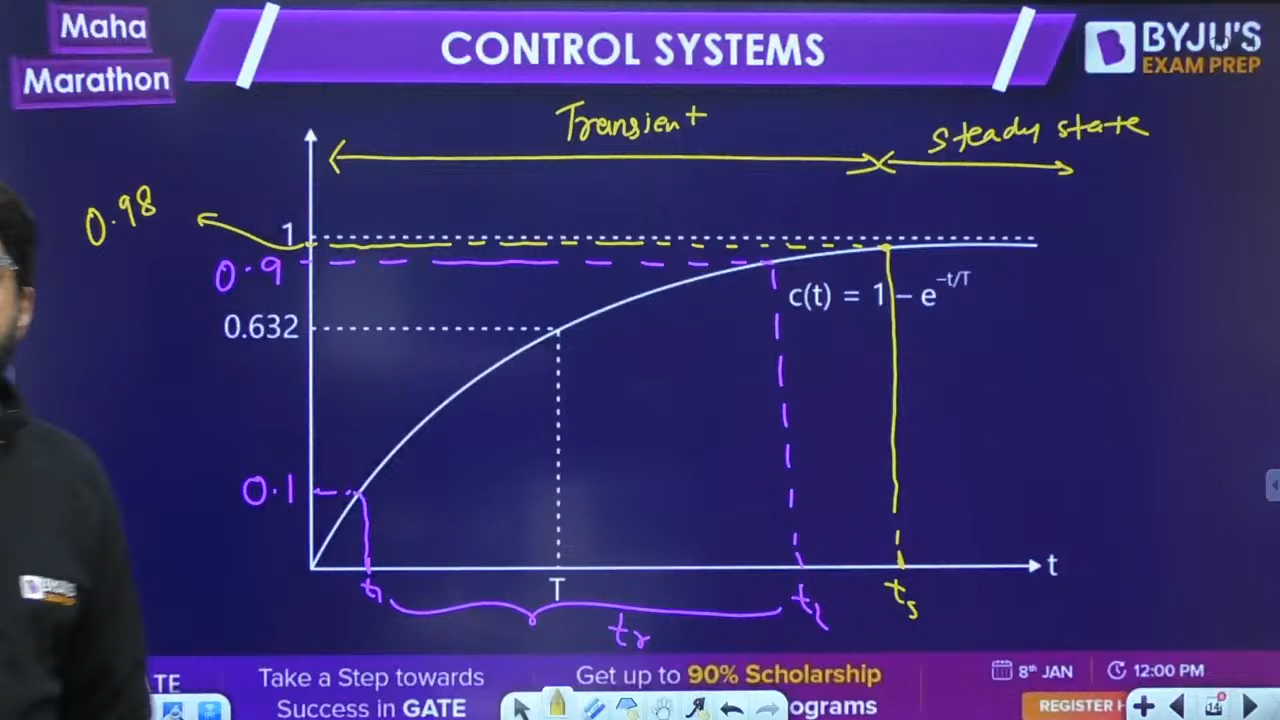 Maha
Marathon
CONTROL SYSTEMS
BYJU'S
EXAM PREP
Transient
Steady state
0.98
1
0.9
c(t) = 1 – e^–t/T
0.632
0.1
t
t1
T
t2
ts
tr
TE
Take a Step towards
Success in GATE
Get up to 90% Scholarship
ograms
8th JAN
12:00 PM
REGISTER
14